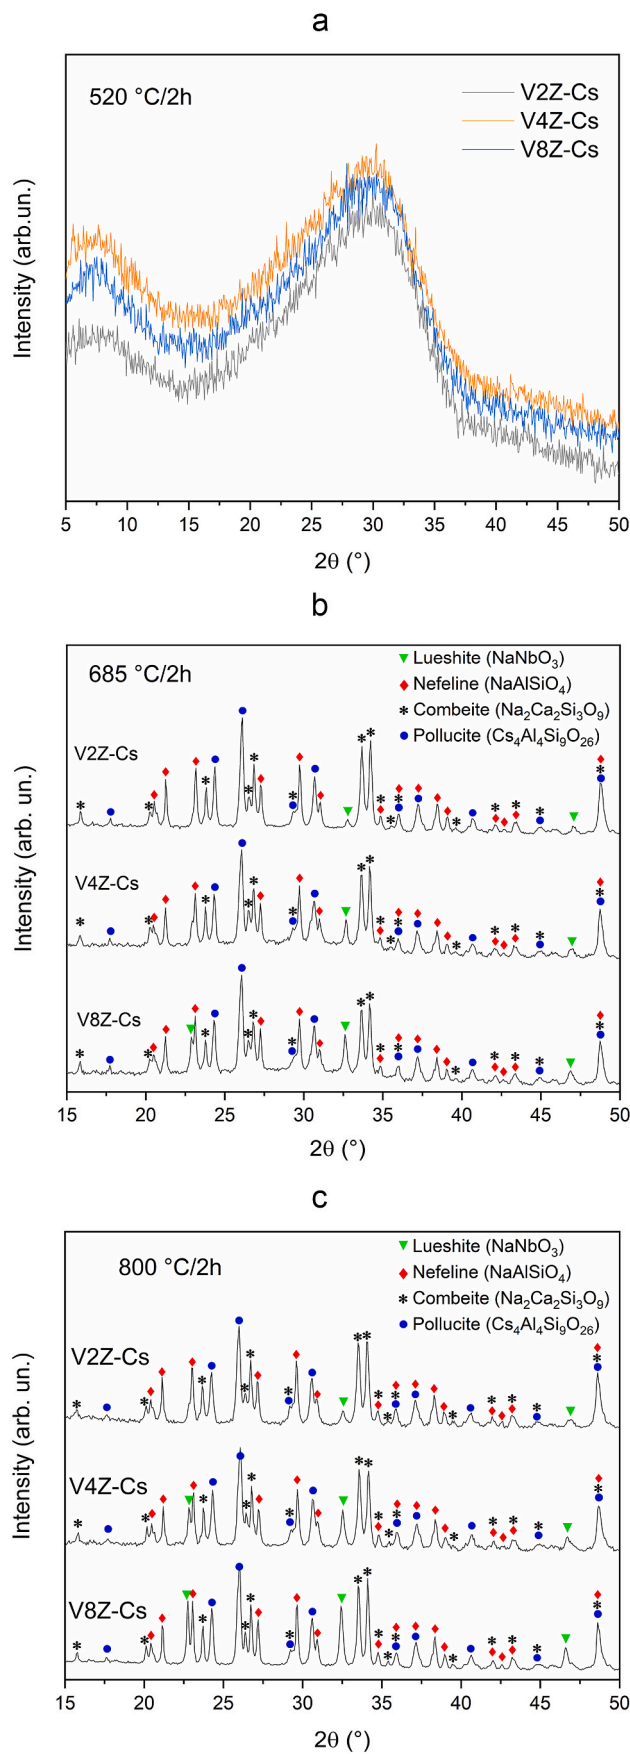 a
520 °C/2h
V2Z-Cs
V4Z-Cs
V8Z-Cs
Intensity (arb.un.)
5 10 15 20 25 30 35 40 45 50
2θ (°)
b
685 °C/2h
Lueshite (NaNbO3)
Nefeline (NaAlSiO4)
* Combeite (Na2Ca2Si3O9)
Pollucite (Cs4Al4Si9O26)
V2Z-Cs
V4Z-Cs
V8Z-Cs
Intensity (arb. un.)
15 20 25 30 35 40 45 50
2θ (°)
c
800 °C/2h
Lueshite (NaNbO3)
Nefeline (NaAlSiO4)
* Combeite (Na2Ca2Si3O9)
Pollucite (Cs4Al4Si9O26)
V2Z-Cs
V4Z-Cs
V8Z-Cs
Intensity (arb. un.)
15 20 25 30 35 40 45 50
2θ (°)